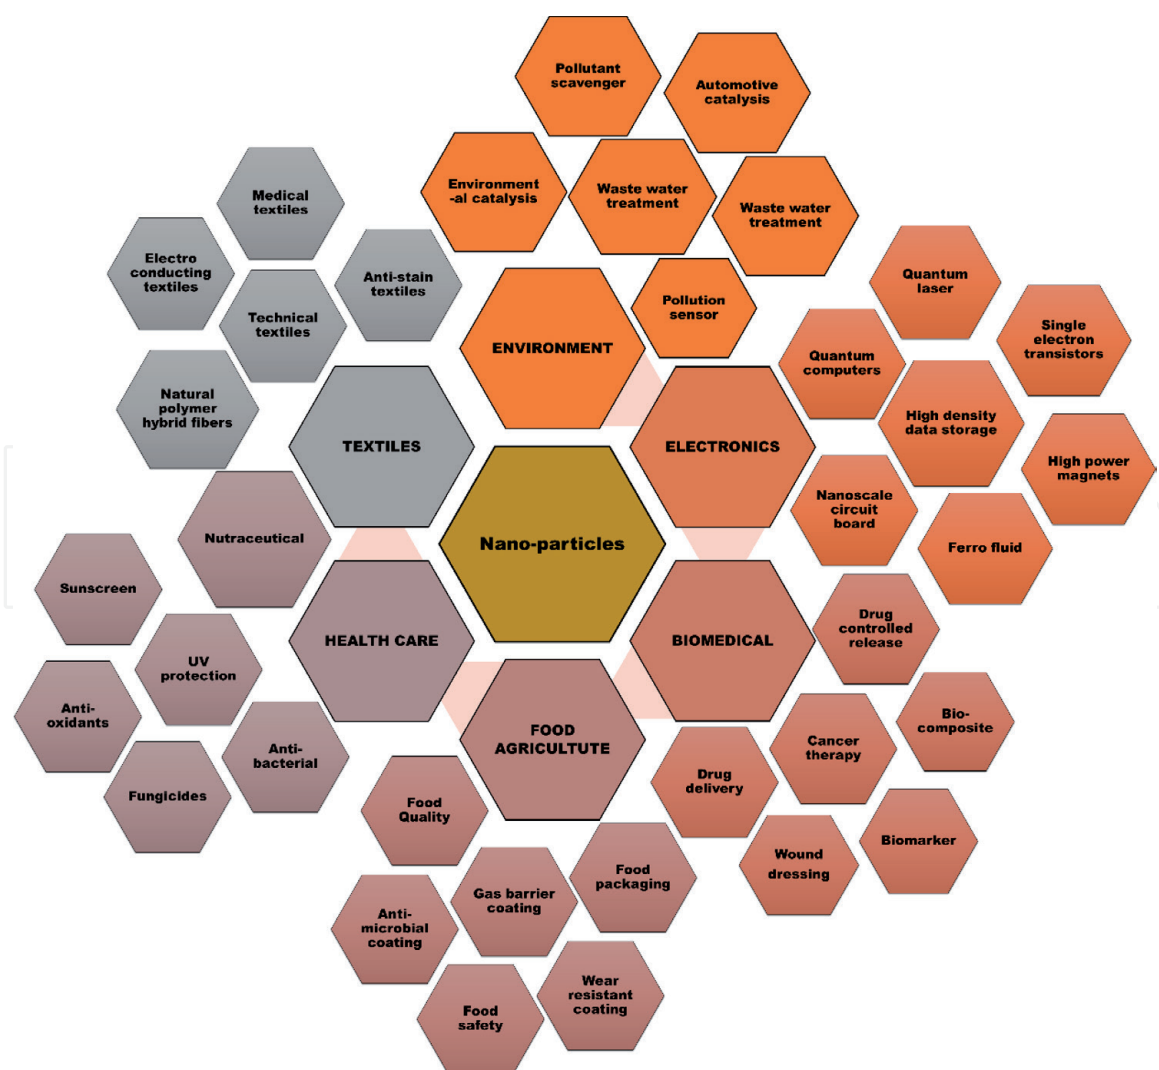 Pollutant
scavenger
Automotive
catalysis
Environment
-al catalysis
Waste water
treatment
Waste water
treatment
Pollution
sensor
ENVIRONMENT
Medical
textiles
Electro
conducting
textiles
Anti-stain
textiles
Technical
textiles
Natural
polymer
hybrid fibers
TEXTILES
Quantum
laser
Single
electron
transistors
Quantum
computers
High density
data storage
High power
magnets
Nanoscale
circuit
board
Ferro fluid
ELECTRONICS
Nano-particles
Nutraceutical
Sunscreen
UV
protection
Anti-
oxidants
Anti-
bacterial
Fungicides
HEALTH CARE
BIOMEDICAL
Drug
controlled
release
Bio-
composite
Cancer
therapy
Drug
delivery
Biomarker
Wound
dressing
FOOD
AGRICULTUTE
Food
Quality
Food
packaging
Gas barrier
coating
Anti-
microbial
coating
Wear
resistant
coating
Food
safety